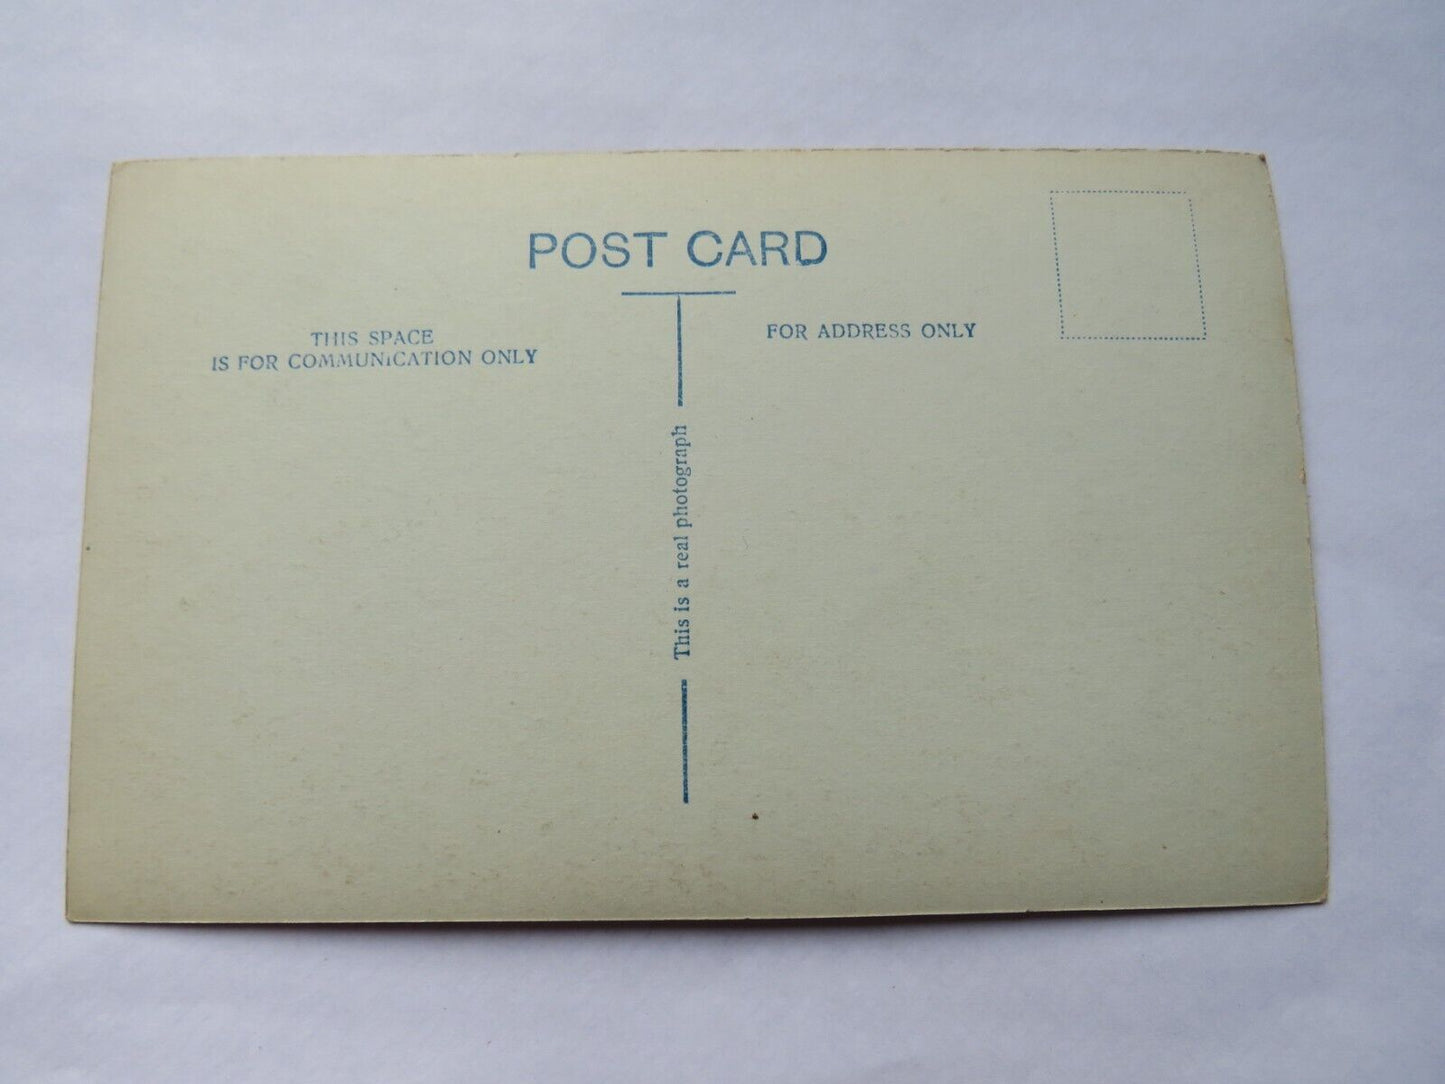 POST CARD
THIS SPACE
IS FOR COMMUNICATION ONLY
FOR ADDRESS ONLY
This is a real photograph